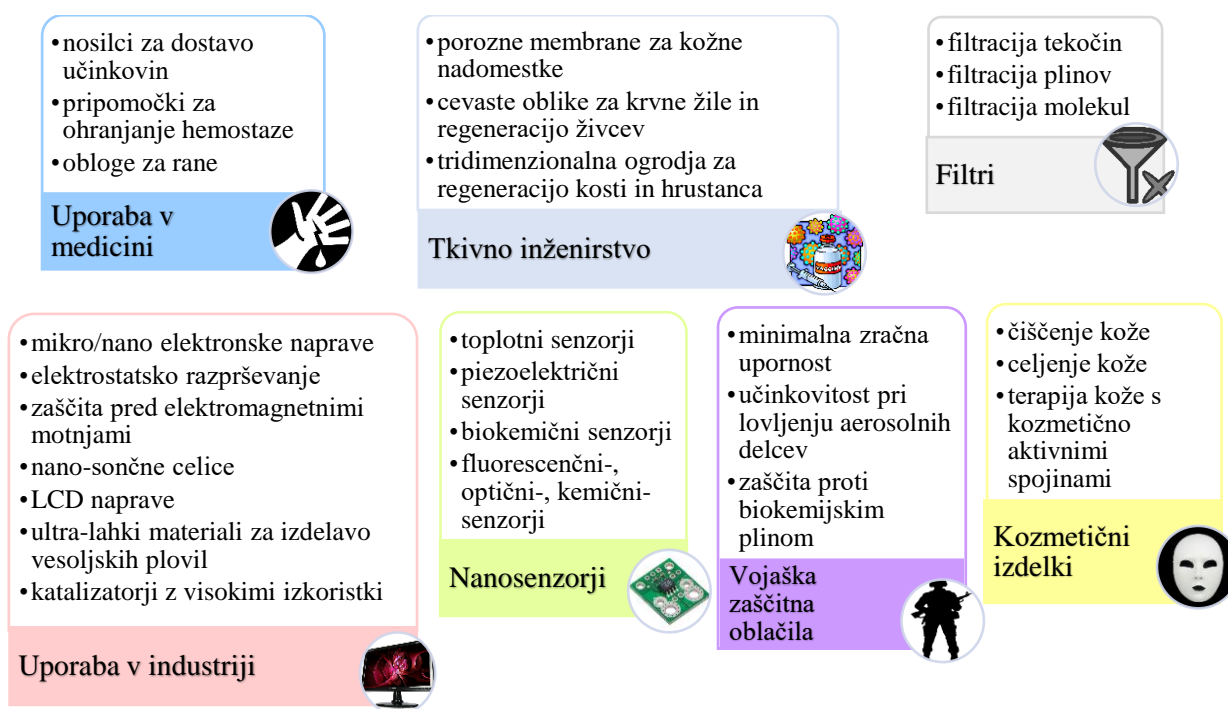 •nosilci za dostavo
učinkovin
•pripomočki za
ohranjanje hemostaze
•obloge za rane
Uporaba v
medicini
•porozne membrane za kožne
nadomestke
•cevaste oblike za krvne žile in
regeneracijo živcev
•tridimenzionalna ogrodja za
regeneracijo kosti in hrustanca
Tkivno inženirstvo
•filtracija tekočin
•filtracija plinov
•filtracija molekul
Filtri
•mikro/nano elektronske naprave
•elektrostatsko razprševanje
•zaščita pred elektromagnetnimi
motnjami
•nano-sončne celice
•LCD naprave
•ultra-lahki materiali za izdelavo
vesoljskih plovil
•katalizatorji z visokimi izkoristki
Uporaba v industriji
•toplotni senzorji
•piezoelektrični
senzorji
•biokemični senzorji
•fluorescenčni-,
optični-, kemični-
senzorji
Nanosenzorji
•minimalna zračna
upornost
•učinkovitost pri
lovljenju aerosolnih
delcev
•zaščita proti
biokemijskim
plinom
Vojaška
zaščitna
oblačila
•čiščenje kože
•celjenje kože
•terapija kože s
kozmetično
aktivnimi
spojinami
Kozmetični
izdelki